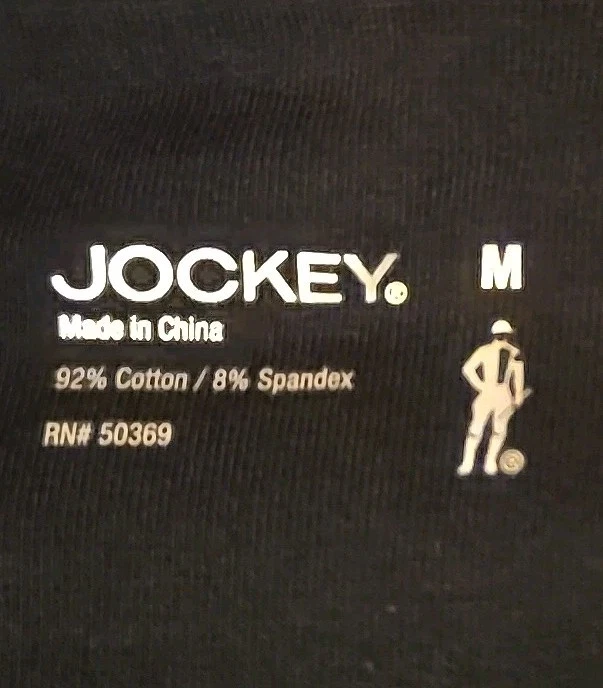 JOCKEY® M
Made in China
92% Cotton / 8% Spandex
RN# 50369
®